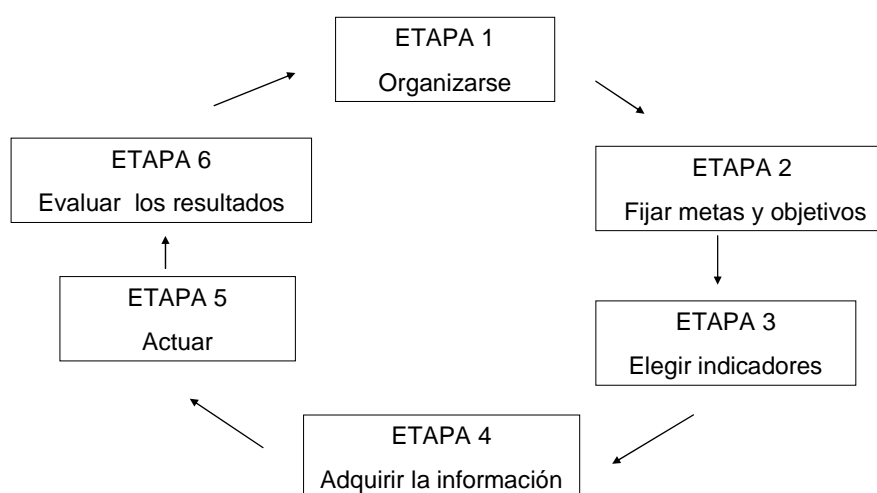 ETAPA 1
Organizarse
ETAPA 2
Fijar metas y objetivos
ETAPA 3
Elegir indicadores
ETAPA 4
Adquirir la información
ETAPA 5
Actuar
ETAPA 6
Evaluar los resultados